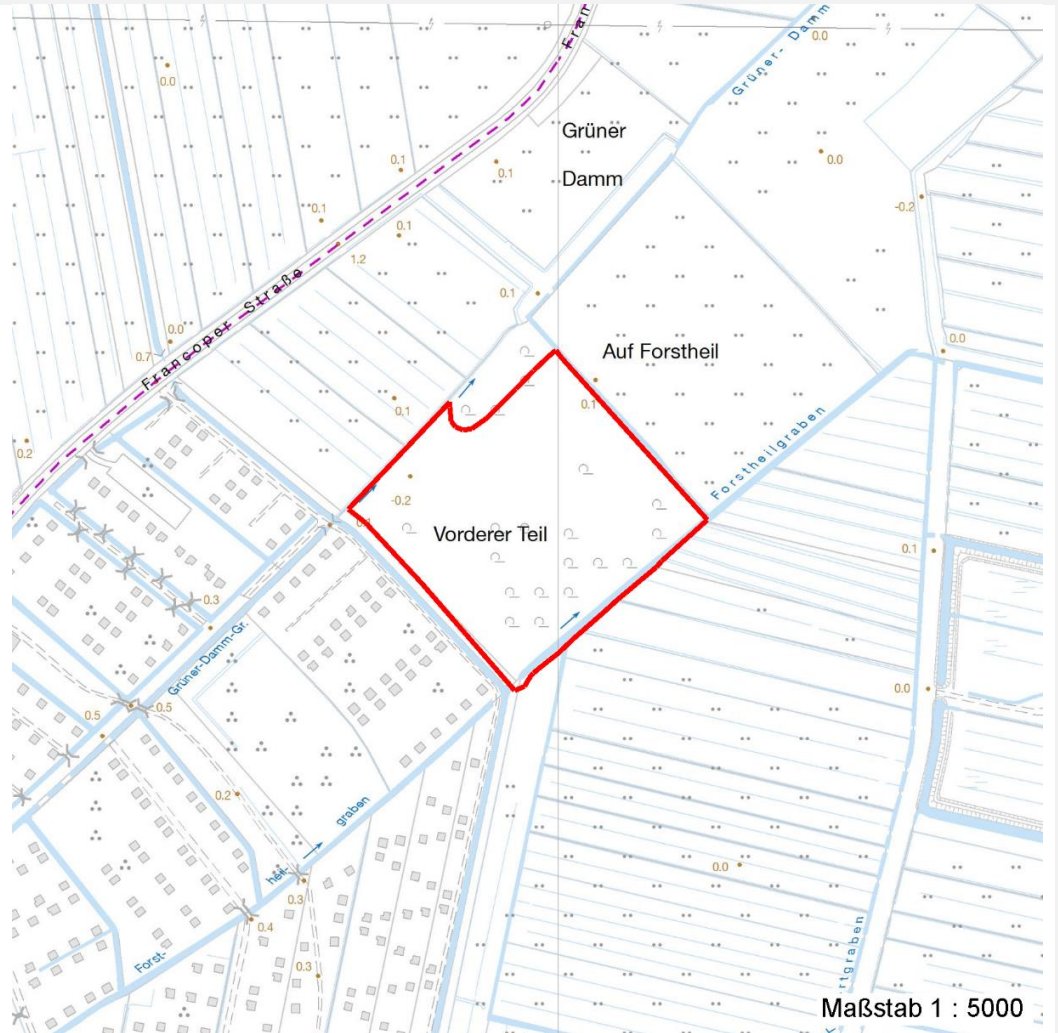 Fran
Grüner- Damm
0.0
0.0
Grüner
0.1
0.1
0.0
Damm
-0.2
0.1
0.1
1.2
0.1
Francoper Straße
0.0
0.7
0.0
Auf Forstheil
0.1
0.1
Forstheilgraben
0.2
-0.2
Vorderer Teil
0.1
0.3
Grüner-Damm-Gr.
0.0
0.5
0.5
0.2
graben
heil-
0.3
0.0
0.4
Forst-
0.3
rtgraben
Maßstab 1 : 5000